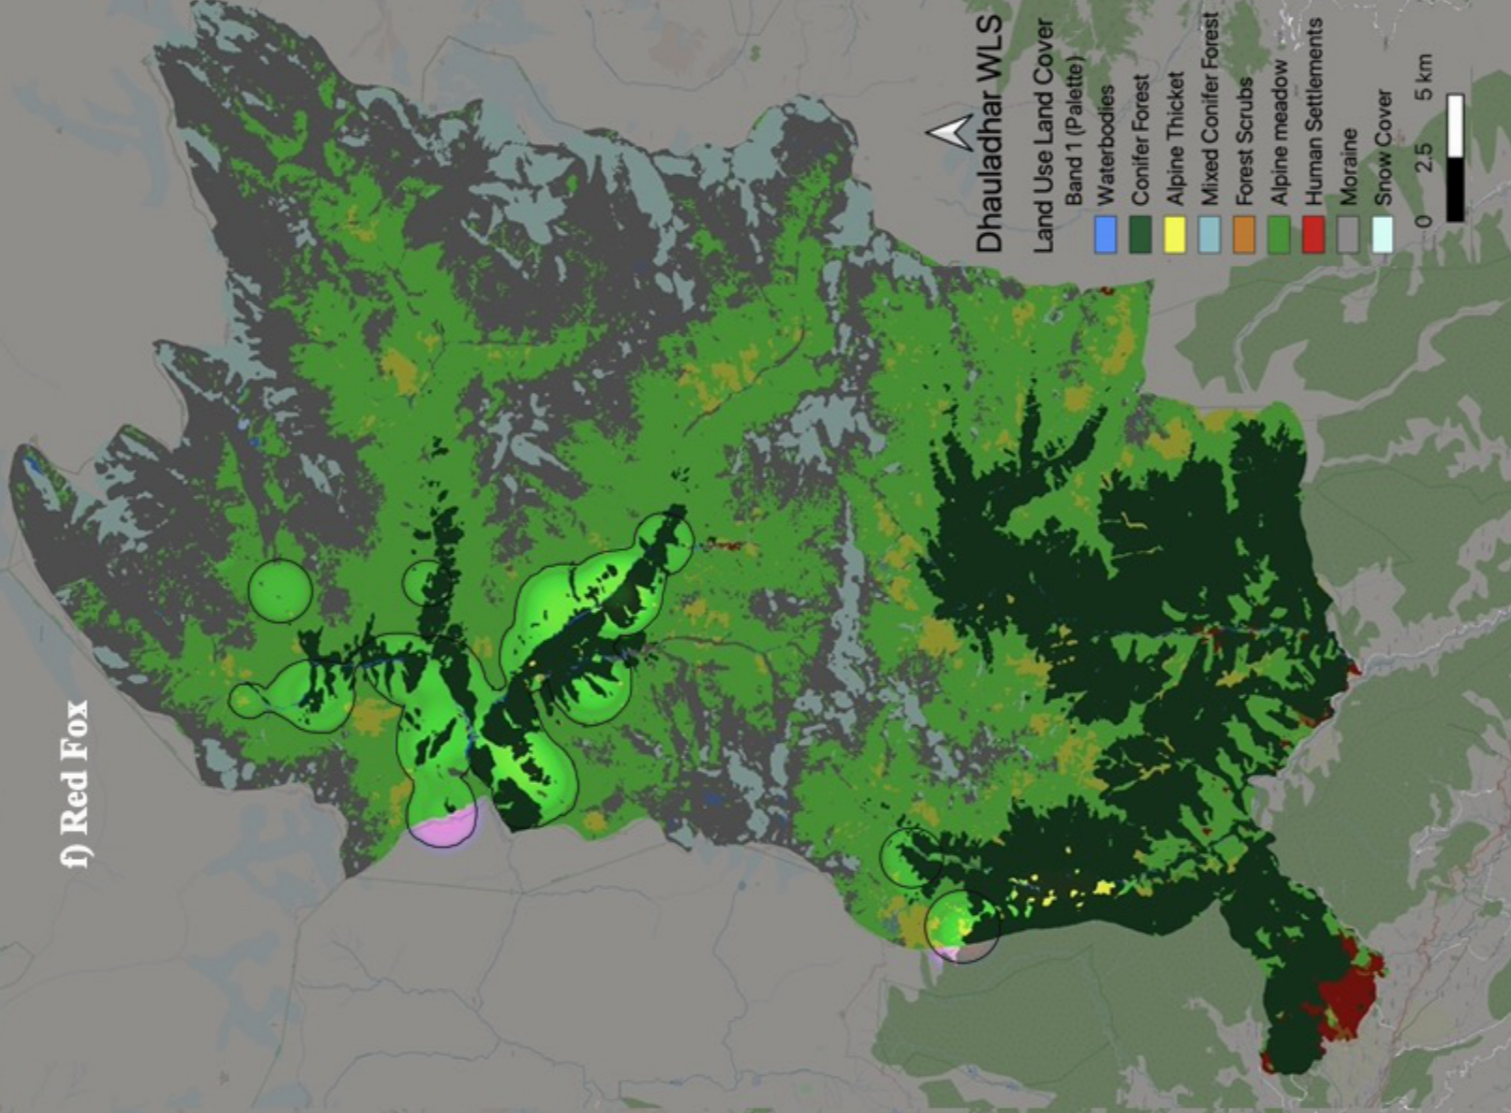 f) Red Fox
Dhauladhar WLS
Land Use Land Cover
Band 1 (Palette)
Waterbodies
Conifer Forest
Alpine Thicket
Mixed Conifer Forest
Forest Scrubs
Alpine meadow
Human Settlements
Moraine
Snow Cover
0 2.5 5 km